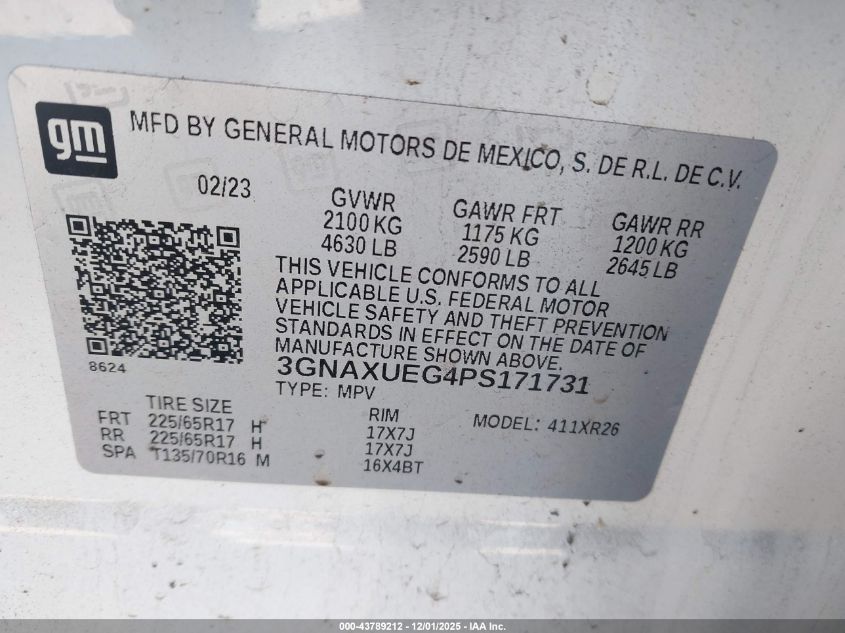 gm
MFD BY GENERAL MOTORS DE MEXICO, S. DE R.L. DE C.V.
02/23
GVWR
2100 KG
4630 LB
GAWR FRT
1175 KG
2590 LB
GAWR RR
1200 KG
2645 LB
THIS VEHICLE CONFORMS TO ALL
APPLICABLE U.S. FEDERAL MOTOR
VEHICLE SAFETY AND THEFT PREVENTION
STANDARDS IN EFFECT ON THE DATE OF
MANUFACTURE SHOWN ABOVE.
8624
3GNAXUEG4PS171731
TYPE: MPV
MODEL: 411XR26
TIRE SIZE RIM
FRT 225/65R17 H 17X7J
RR 225/65R17 H 17X7J
SPA T135/70R16 M 16X4BT
000-43789212 - 12/01/2025 - IAA Inc.